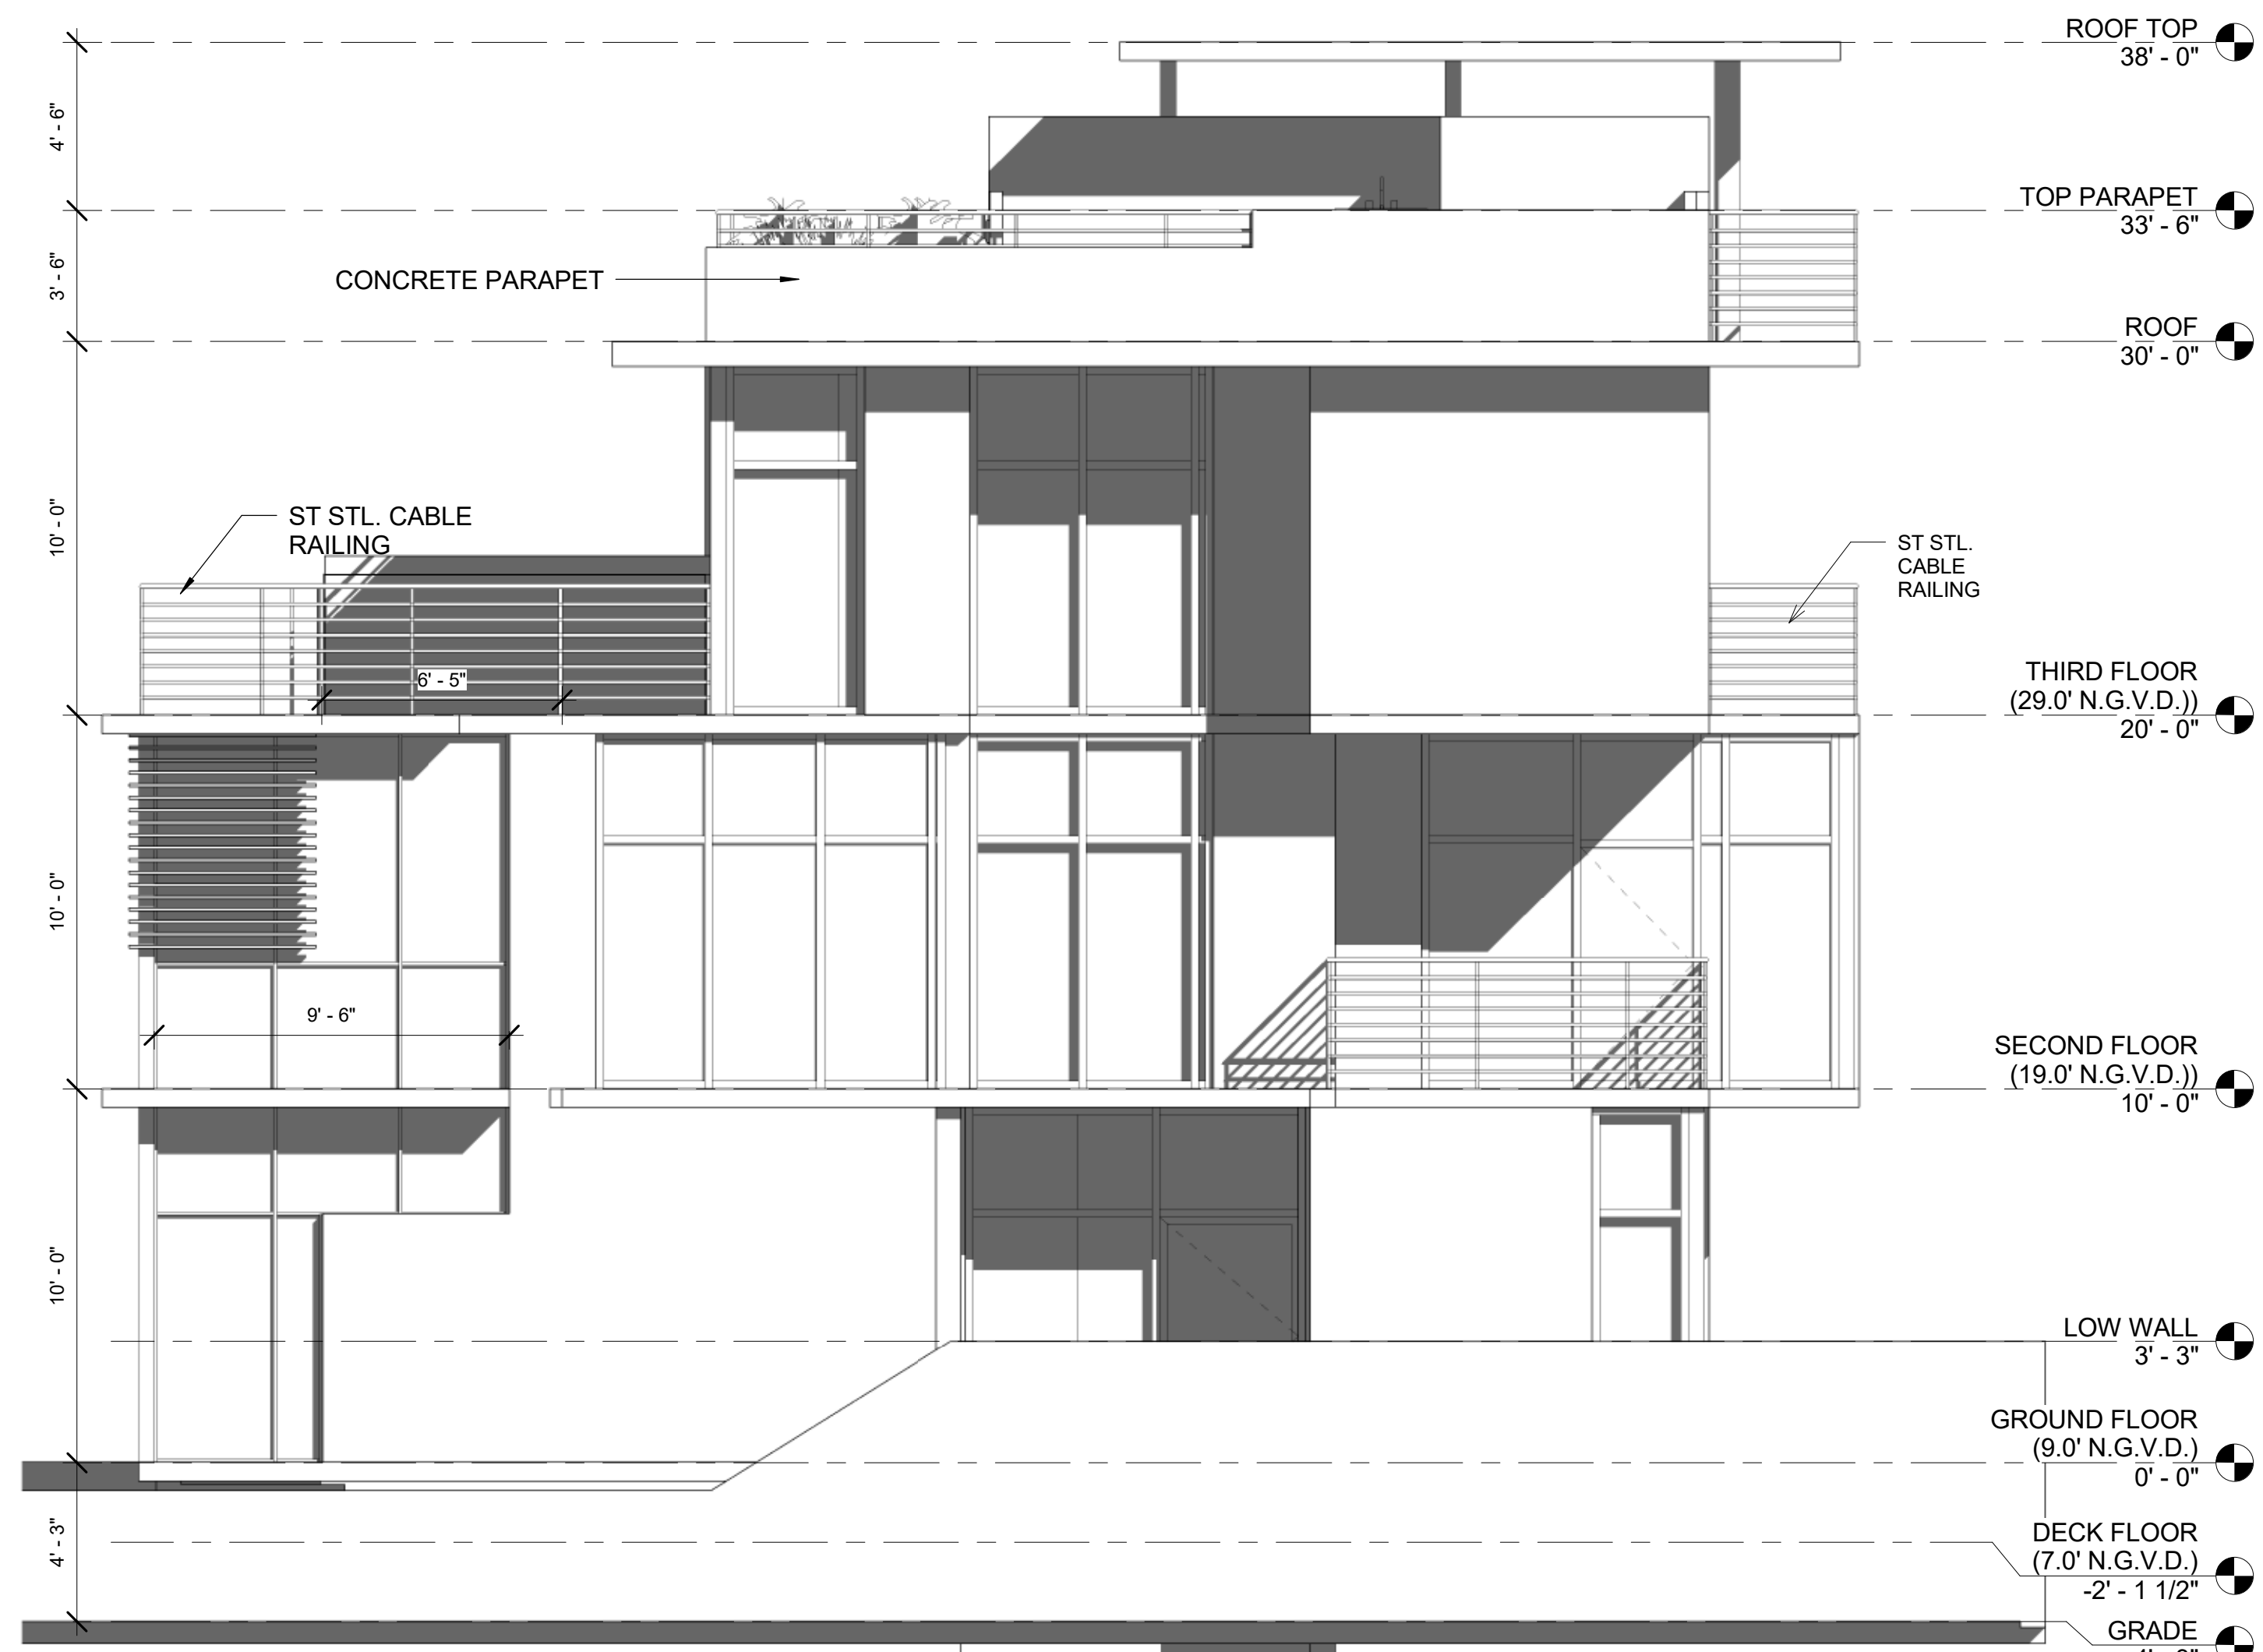 ROOF TOP
38' - 0"
4' - 6"
TOP PARAPET
33' - 6"
3' - 6"
CONCRETE PARAPET
ROOF
30' - 0"
10' - 0"
ST STL. CABLE
RAILING
ST STL.
CABLE
RAILING
6' - 5"
THIRD FLOOR
(29.0' N.G.V.D.))
20' - 0"
10' - 0"
9' - 6"
SECOND FLOOR
(19.0' N.G.V.D.))
10' - 0"
10' - 0"
LOW WALL
3' - 3"
GROUND FLOOR
(9.0' N.G.V.D.)
0' - 0"
4' - 3"
DECK FLOOR
(7.0' N.G.V.D.)
-2' - 1 1/2"
GRADE